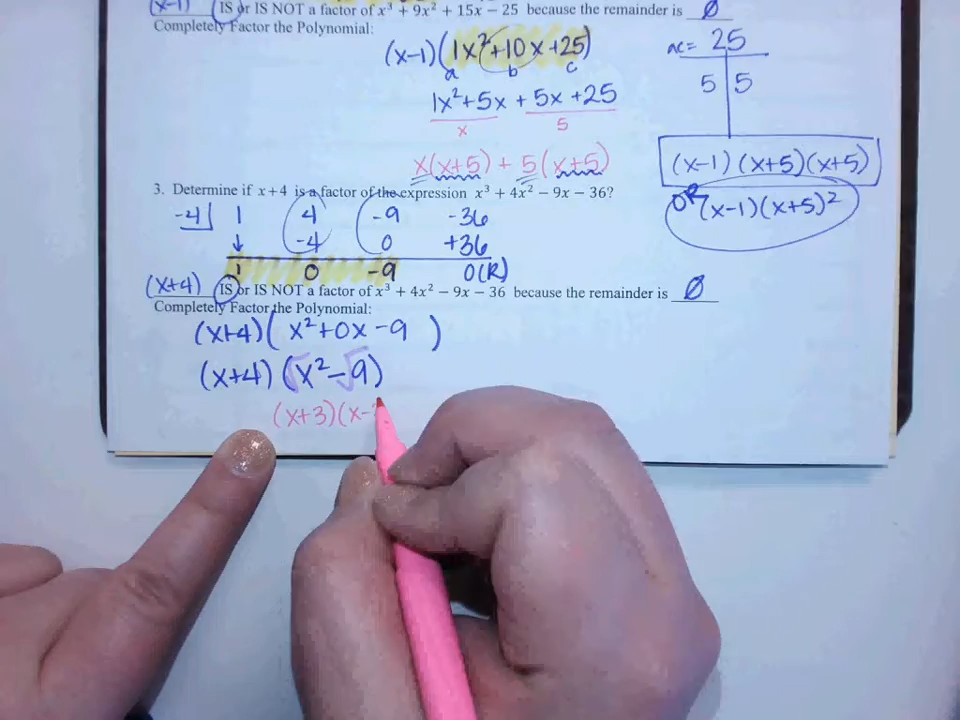 (x-1) IS or IS NOT a factor of x³ + 9x² + 15x − 25 because the remainder is 0
Completely Factor the Polynomial:
(x-1)(1x²+10x+25)
a b c
1x²+5x + 5x+25
x 5
x(x+5) + 5(x+5)
ac= 25
5 5
(x-1)(x+5)(x+5)
OR (x-1)(x+5)²
3. Determine if x + 4 is a factor of the expression x³ + 4x² − 9x − 36?
-4 1 4 -9 -36
↓ -4 0 +36
1 0 -9 0(R)
(x+4) IS or IS NOT a factor of x³ + 4x² − 9x − 36 because the remainder is 0
Completely Factor the Polynomial:
(x+4)(x²+0x-9)
(x+4)(√x²-√9)
(x+3)(x-